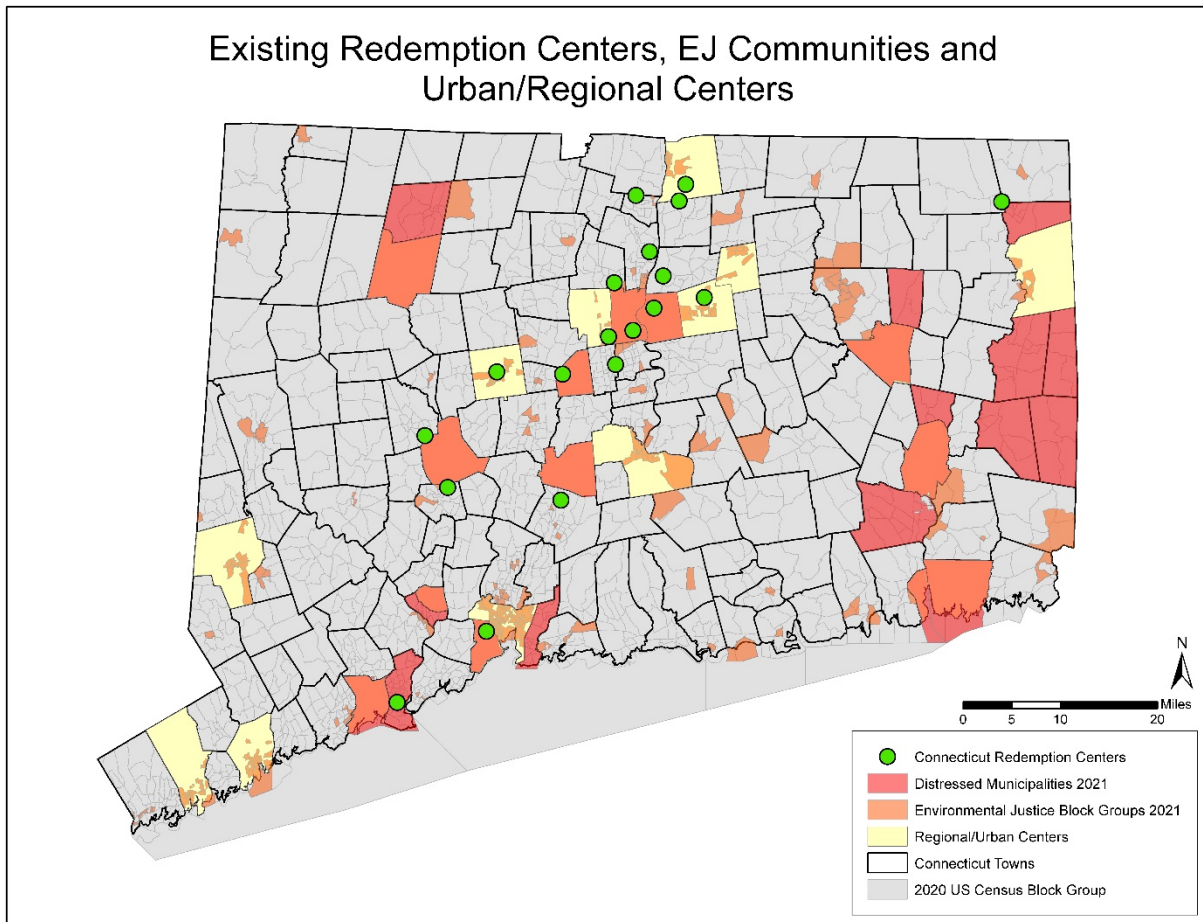 Existing Redemption Centers, EJ Communities and
Urban/Regional Centers
N
Miles
0 5 10 20
Connecticut Redemption Centers
Distressed Municipalities 2021
Environmental Justice Block Groups 2021
Regional/Urban Centers
Connecticut Towns
2020 US Census Block Group